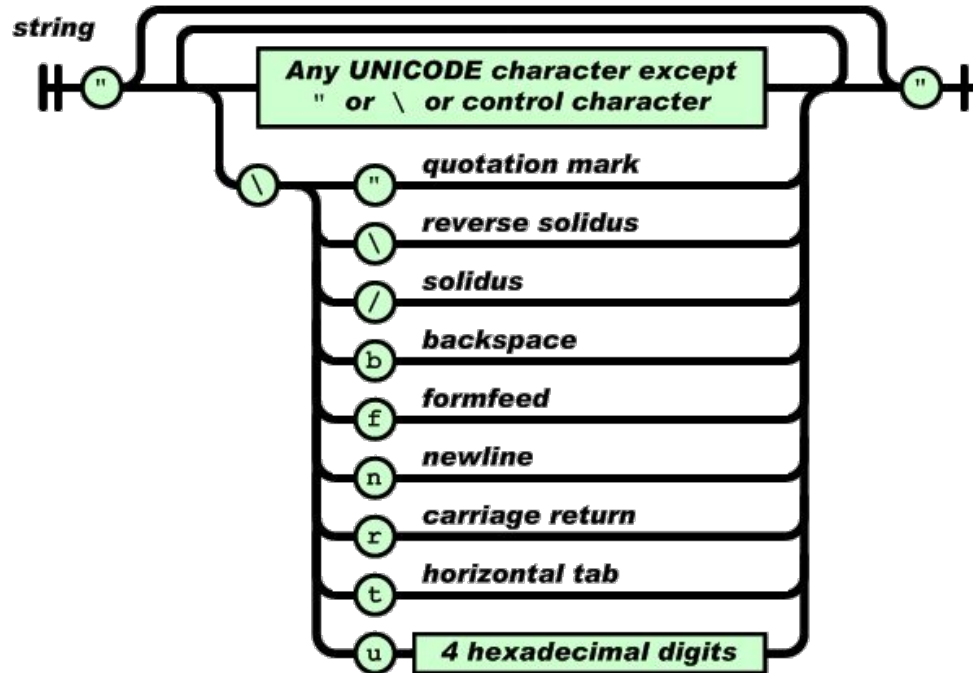 string
"
Any UNICODE character except
" or \ or control character
"
\
" quotation mark
\ reverse solidus
/ solidus
b backspace
f formfeed
n newline
r carriage return
t horizontal tab
u 4 hexadecimal digits